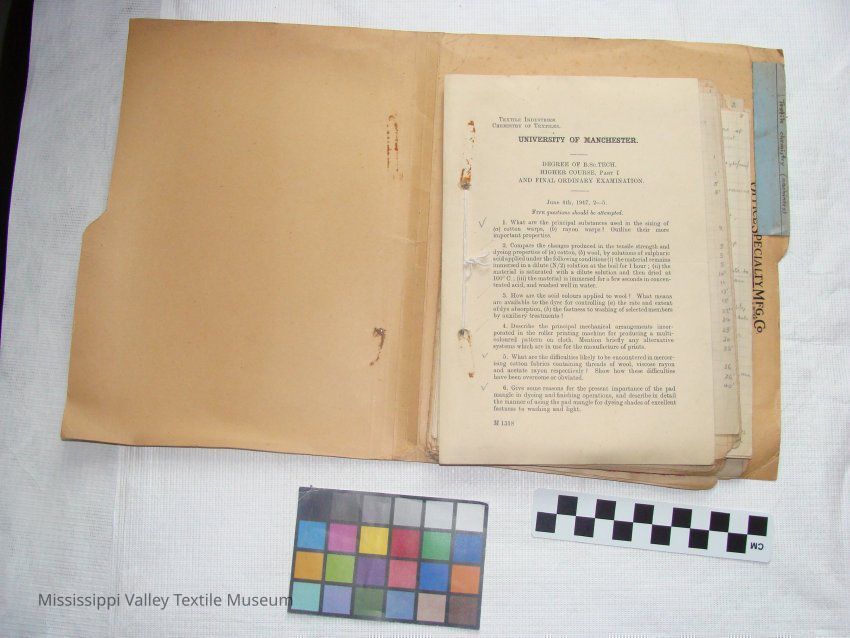 TEXTILE INDUSTRIES.
CHEMISTRY OF TEXTILES.
UNIVERSITY OF MANCHESTER.
DEGREE OF B.Sc.TECH.
HIGHER COURSE, PART I
AND FINAL ORDINARY EXAMINATION.
June 4th, 1947, 2—5.
Five questions should be attempted.
1. What are the principal substances used in the sizing of
(a) cotton warps, (b) rayon warps? Outline their more
important properties.
2. Compare the changes produced in the tensile strength and
dyeing properties of (a) cotton, (b) wool, by solutions of sulphuric
acid applied under the following conditions (i) the material remains
immersed in a dilute (N/2) solution at the boil for 1 hour; (ii) the
material is saturated with a dilute solution and then dried at
100° C.; (iii) the material is immersed for a few seconds in concen-
trated acid, and washed well in water.
3. How are the acid colours applied to wool? What means
are available to the dyer for controlling (a) the rate and extent
of dye absorption, (b) the fastness to washing of selected members
by auxiliary treatments?
4. Describe the principal mechanical arrangements incor-
porated in the roller printing machine for producing a multi-
coloured pattern on cloth. Mention briefly any alternative
systems which are in use for the manufacture of prints.
5. What are the difficulties likely to be encountered in mercer-
ising cotton fabrics containing threads of wool, viscose rayon
and acetate rayon respectively? Show how these difficulties
have been overcome or obviated.
6. Give some reasons for the present importance of the pad
mangle in dyeing and finishing operations, and describe in detail
the manner of using the pad mangle for dyeing shades of excellent
fastness to washing and light.
M 1318
Textile Chemistry
SPECIALTY MFG. Co
CM
Mississippi Valley Textile Museum